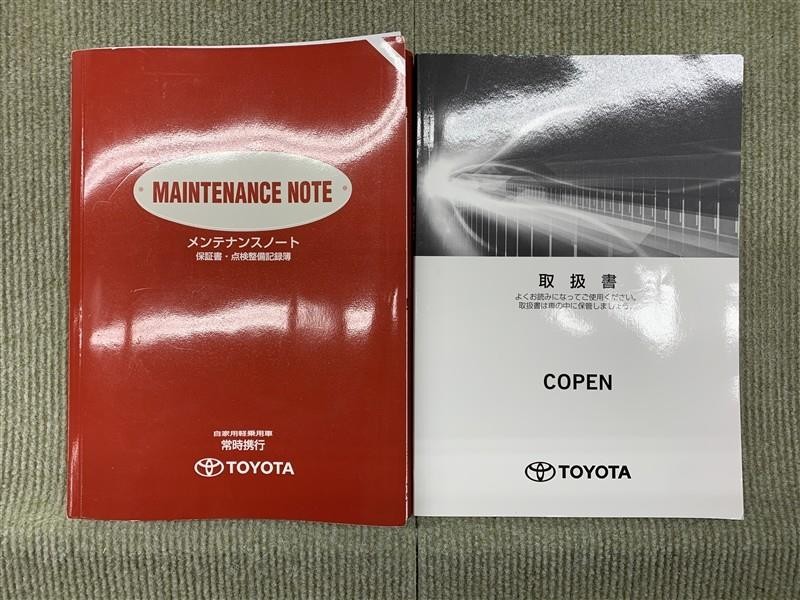 MAINTENANCE NOTE
メンテナンスノート
保証書・点検整備記録簿
自家用軽乗用車
常時携行
TOYOTA
取扱書
よくお読みになってご使用ください。
取扱書は車の中に保管しましょう。
COPEN
TOYOTA